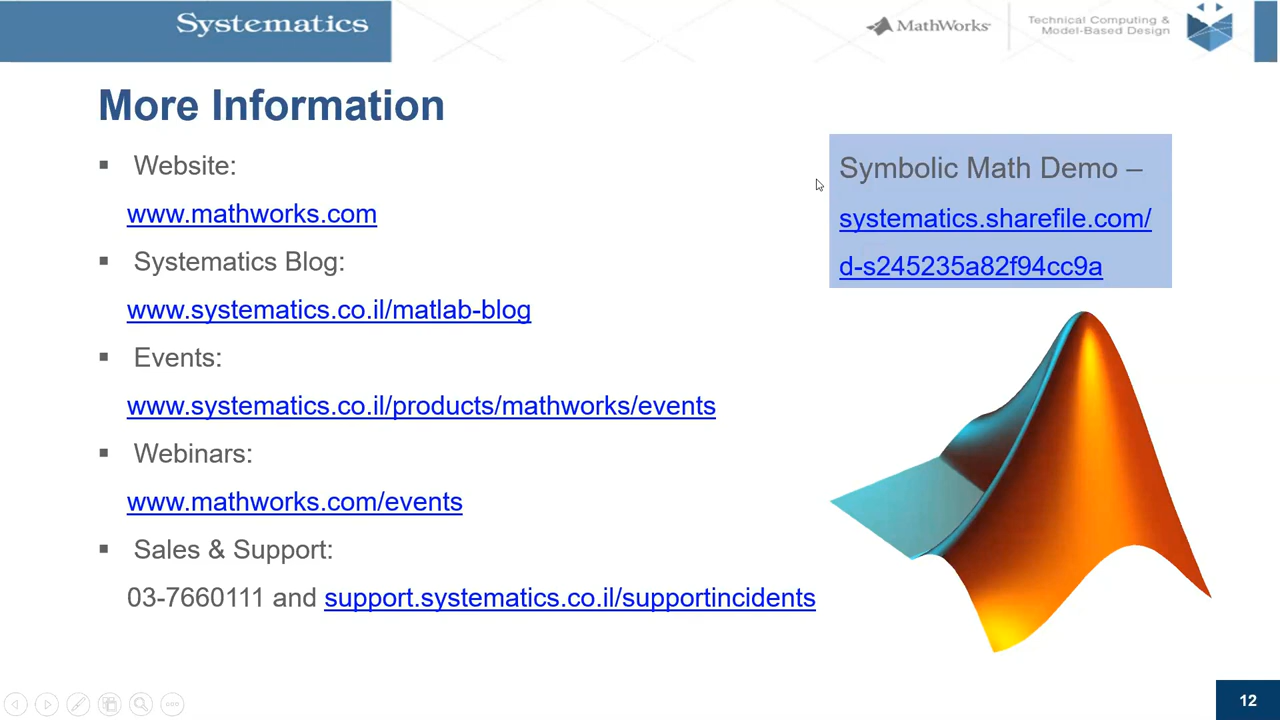 Systematics
MathWorks
Technical Computing &
Model-Based Design
More Information
▪ Website:
www.mathworks.com
▪ Systematics Blog:
www.systematics.co.il/matlab-blog
▪ Events:
www.systematics.co.il/products/mathworks/events
▪ Webinars:
www.mathworks.com/events
▪ Sales & Support:
03-7660111 and support.systematics.co.il/supportincidents
Symbolic Math Demo –
systematics.sharefile.com/
d-s245235a82f94cc9a
12